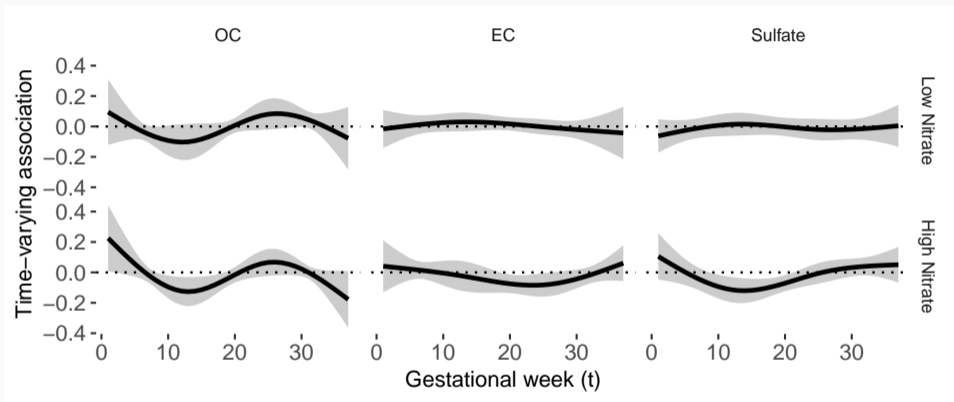 OC EC Sulfate
Time−varying association
0.4
0.2
0.0
−0.2
−0.4
Low Nitrate
0.4
0.2
0.0
−0.2
−0.4
High Nitrate
0 10 20 30 0 10 20 30 0 10 20 30
Gestational week (t)